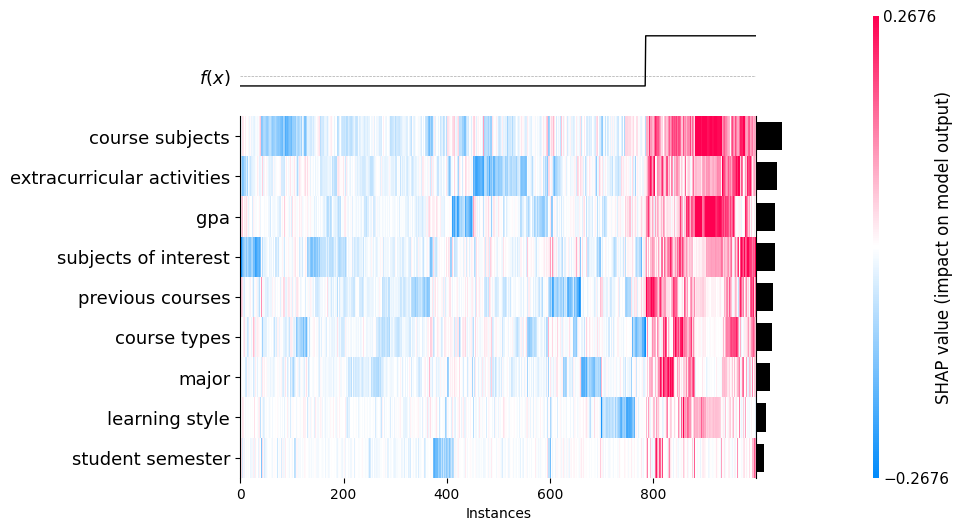 0.2676
f(x)
course subjects
extracurricular activities
gpa
subjects of interest
previous courses
course types
major
learning style
student semester
0 200 400 600 800
Instances
SHAP value (impact on model output)
−0.2676